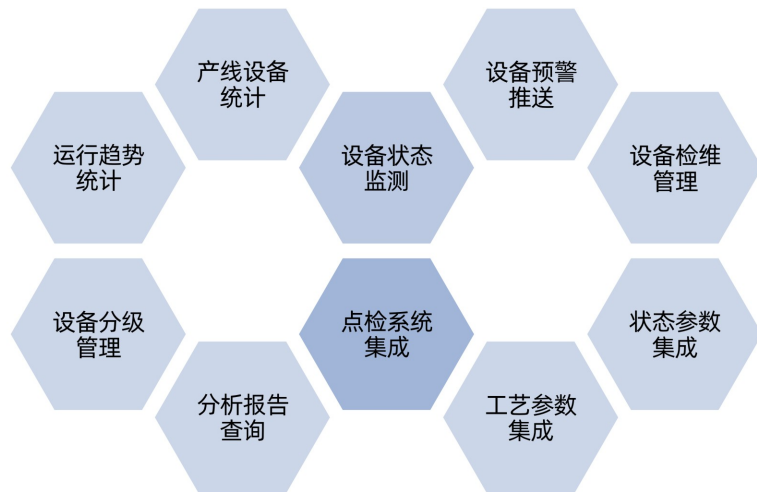 产线设备
统计
设备预警
推送
运行趋势
统计
设备状态
监测
设备检维
管理
设备分级
管理
点检系统
集成
状态参数
集成
分析报告
查询
工艺参数
集成